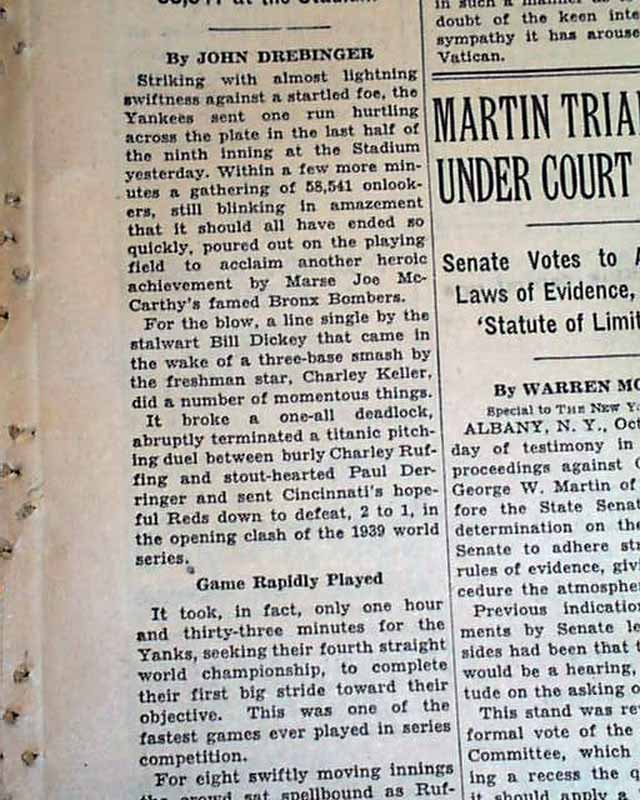 at the Stadium
By JOHN DREBINGER
Striking with almost lightning
swiftness against a startled foe, the
Yankees sent one run hurtling
across the plate in the last half of
the ninth inning at the Stadium
yesterday. Within a few more min-
utes a gathering of 58,541 onlook-
ers, still blinking in amazement
that it should all have ended so
quickly, poured out on the playing
field to acclaim another heroic
achievement by Marse Joe Mc-
Carthy's famed Bronx Bombers.
For the blow, a line single by the
stalwart Bill Dickey that came in
the wake of a three-base smash by
the freshman star, Charley Keller,
did a number of momentous things.
It broke a one-all deadlock,
abruptly terminated a titanic pitch-
ing duel between burly Charley Ruf-
fing and stout-hearted Paul Der-
ringer and sent Cincinnati's hope-
ful Reds down to defeat, 2 to 1, in
the opening clash of the 1939 world
series.
Game Rapidly Played
It took, in fact, only one hour
and thirty-three minutes for the
Yanks, seeking their fourth straight
world championship, to complete
their first big stride toward their
objective. This was one of the
fastest games ever played in series
competition.
For eight swiftly moving innings
the crowd sat spellbound as Ruf-
in such a manner as
doubt of the keen inte
sympathy it has arouse
Vatican.
MARTIN TRIA
UNDER COURT
Senate Votes to A
Laws of Evidence,
'Statute of Limit
By WARREN MO
Special to THE NEW Y
ALBANY, N. Y., Oct
day of testimony in
proceedings against
George W. Martin of
fore the State Senat
determination on the
Senate to adhere str
rules of evidence, givi
cedure the atmosphe
Previous indication
ments by Senate le
sides had been that t
would be a hearing,
tude on the asking o
This stand was re
formal vote of the
Committee, which
ing a recess the q
it should apply a